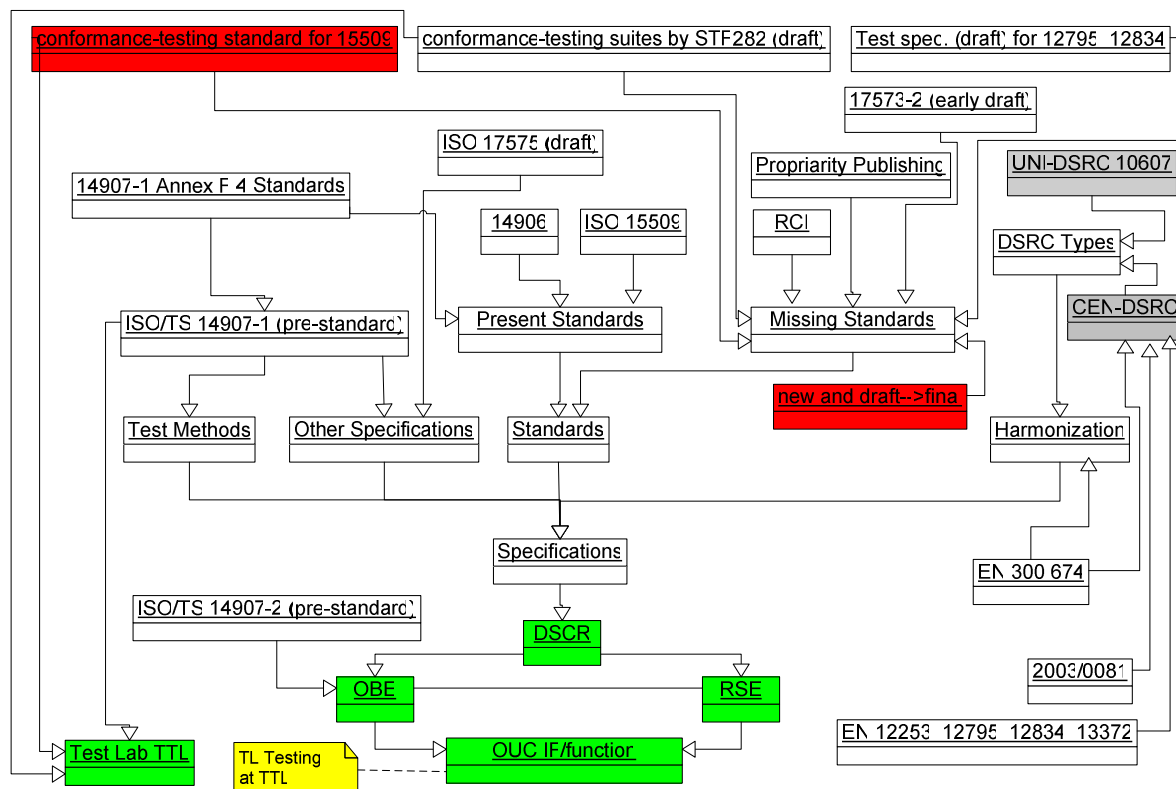 conformance-testing standard for 15509
conformance-testing suites by STF282 (draft)
Test spec. (draft) for 12795 12834
17573-2 (early draft)
ISO 17575 (draft)
Propriarity Publishing
UNI-DSRC 10607
14907-1 Annex F 4 Standards
14906
ISO 15509
RCI
DSRC Types
ISO/TS 14907-1 (pre-standard)
Present Standards
Missing Standards
CEN-DSRC
new and draft-->fina
Test Methods
Other Specifications
Standards
Harmonization
Specifications
EN 300 674
ISO/TS 14907-2 (pre-standard)
DSCR
OBE
RSE
2003/0081
EN 12253 12795 12834 13372
Test Lab TTL
TL Testing
at TTL
OUC IF/function